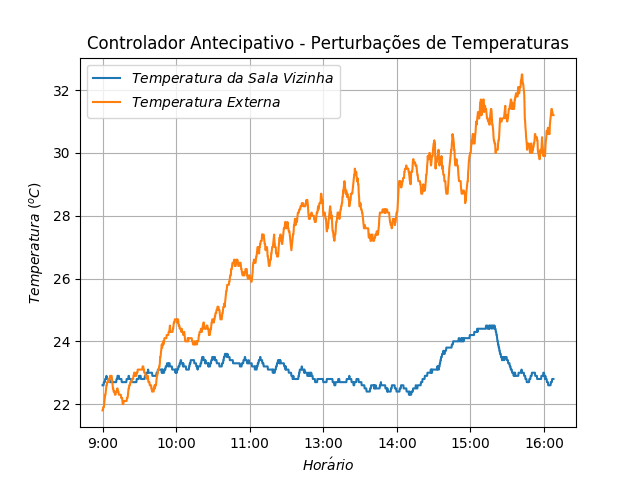 Controlador Antecipativo - Perturbações de Temperaturas
Temperatura da Sala Vizinha
Temperatura Externa
32
30
28
26
24
22
Temperatura (ºC)
9:00 10:00 11:00 13:00 14:00 15:00 16:00
Horário